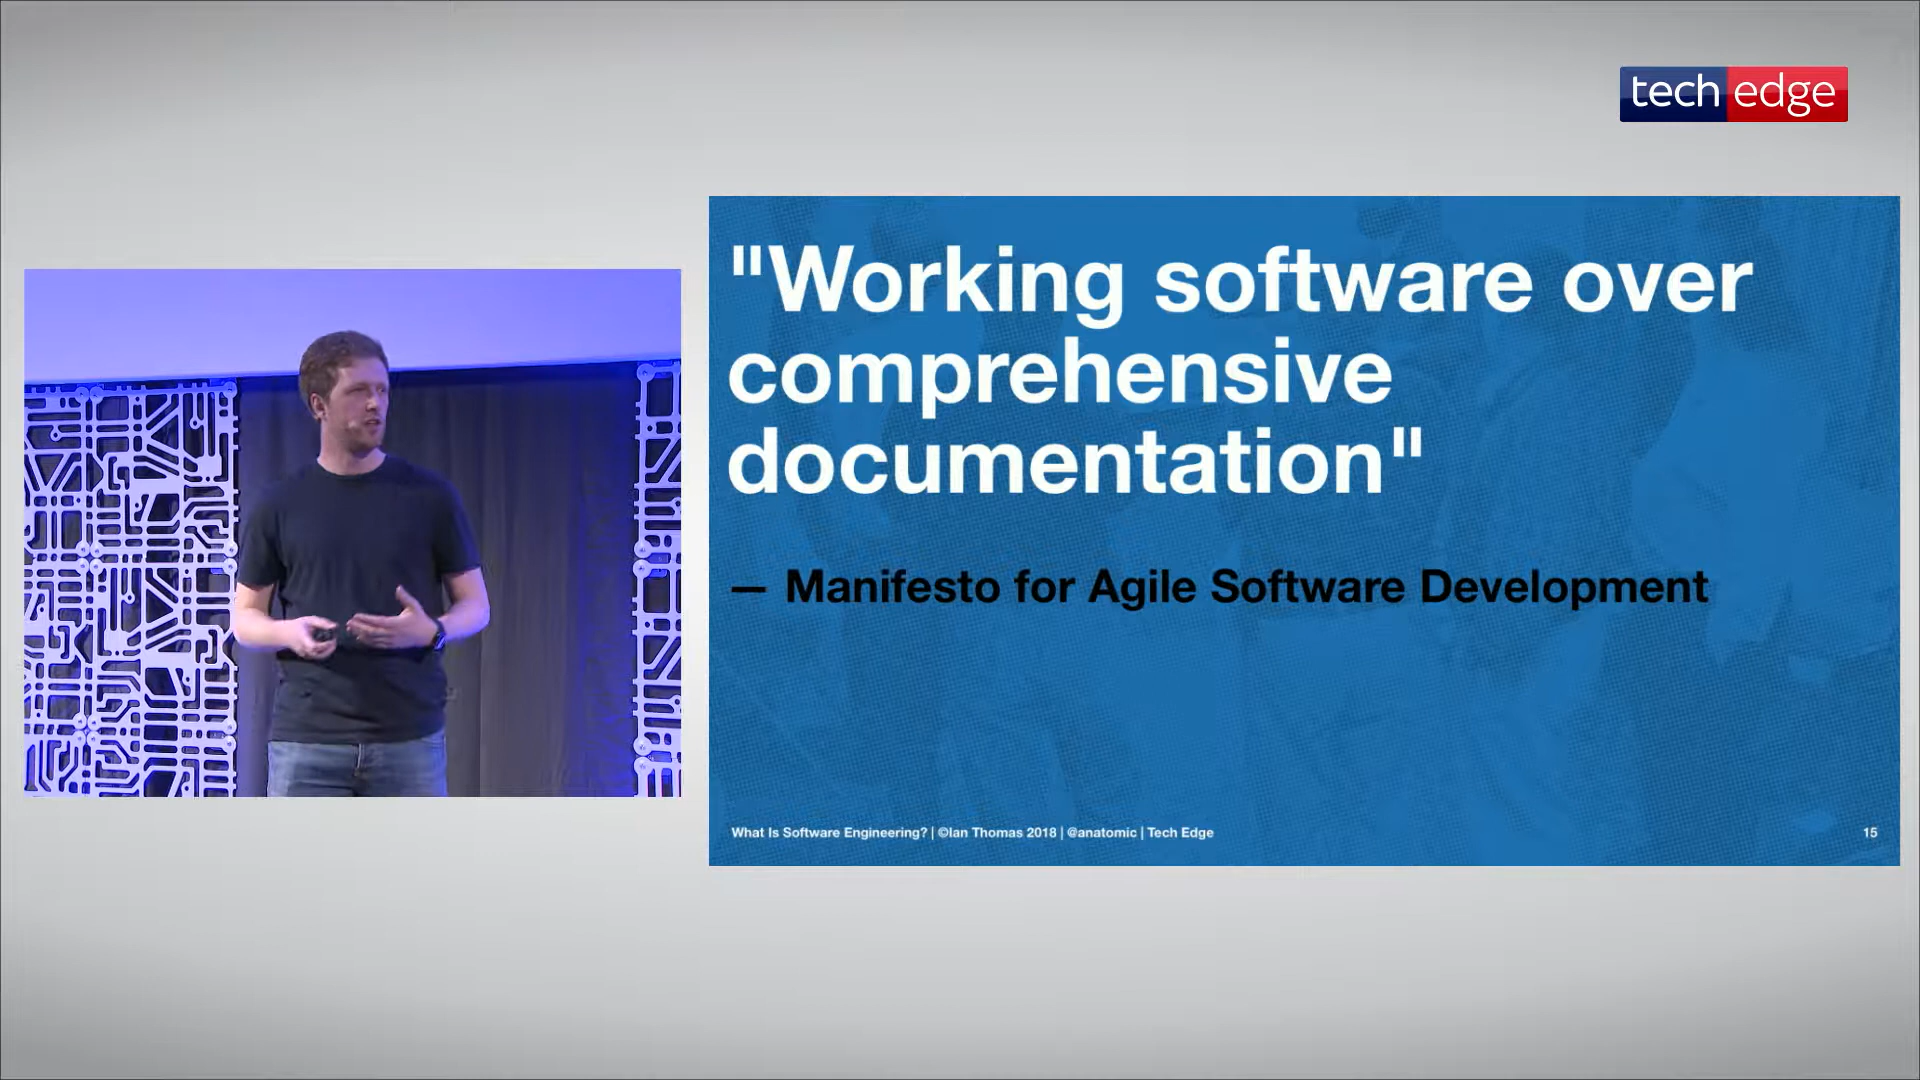 tech edge
"Working software over
comprehensive
documentation"
— Manifesto for Agile Software Development
What Is Software Engineering? | ©Ian Thomas 2018 | @anatomic | Tech Edge
15